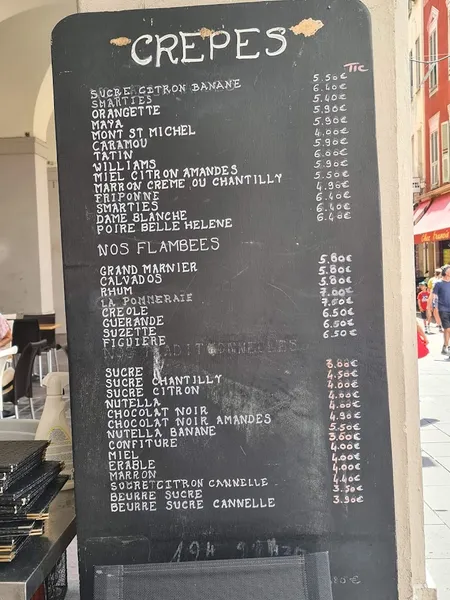 CREPES
TTC
SUCRE CITRON BANANE 5.50€
SMARTIES 6.40€
ORANGETTE 5.40€
MAYA 5.90€
MONT ST MICHEL 5.90€
CARAMOU 4.00€
TATIN 5.90€
WILLIAMS 6.00€
MIEL CITRON AMANDES 5.90€
MARRON CREME OU CHANTILLY 5.50€
FRIPONNE 4.90€
SMARTIES 6.40€
DAME BLANCHE 6.40€
POIRE BELLE HELENE 6.40€
NOS FLAMBEES
GRAND MARNIER 5.80€
CALVADOS 5.80€
RHUM 5.80€
LA POMMERAIE 7.00€
CREOLE 7.50€
GUERANDE 6.50€
SUZETTE 6.50€
FIGUIERE 6.50€
NOS TRADITIONNELLES
SUCRE 3.00€
SUCRE CHANTILLY 4.50€
SUCRE CITRON 4.00€
NUTELLA 4.00€
CHOCOLAT NOIR 4.00€
CHOCOLAT NOIR AMANDES 4.90€
NUTELLA BANANE 5.50€
CONFITURE 3.60€
MIEL 4.00€
ERABLE 4.00€
MARRON 4.00€
SUCRE CITRON CANNELLE 4.40€
BEURRE SUCRE 3.50€
BEURRE SUCRE CANNELLE 3.90€
19H